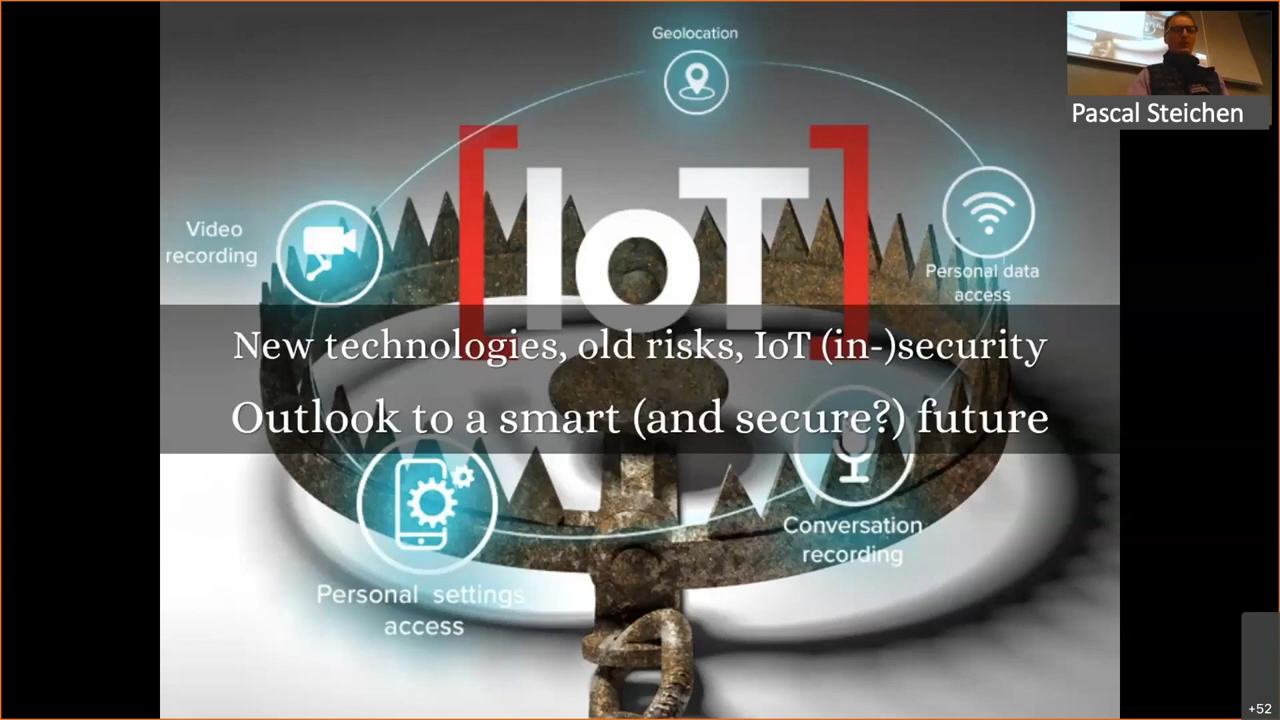 Geolocation
Pascal Steichen
[IoT]
Video
recording
Personal data
access
New technologies, old risks, IoT (in-)security
Outlook to a smart (and secure?) future
Conversation
recording
Personal settings
access
+52